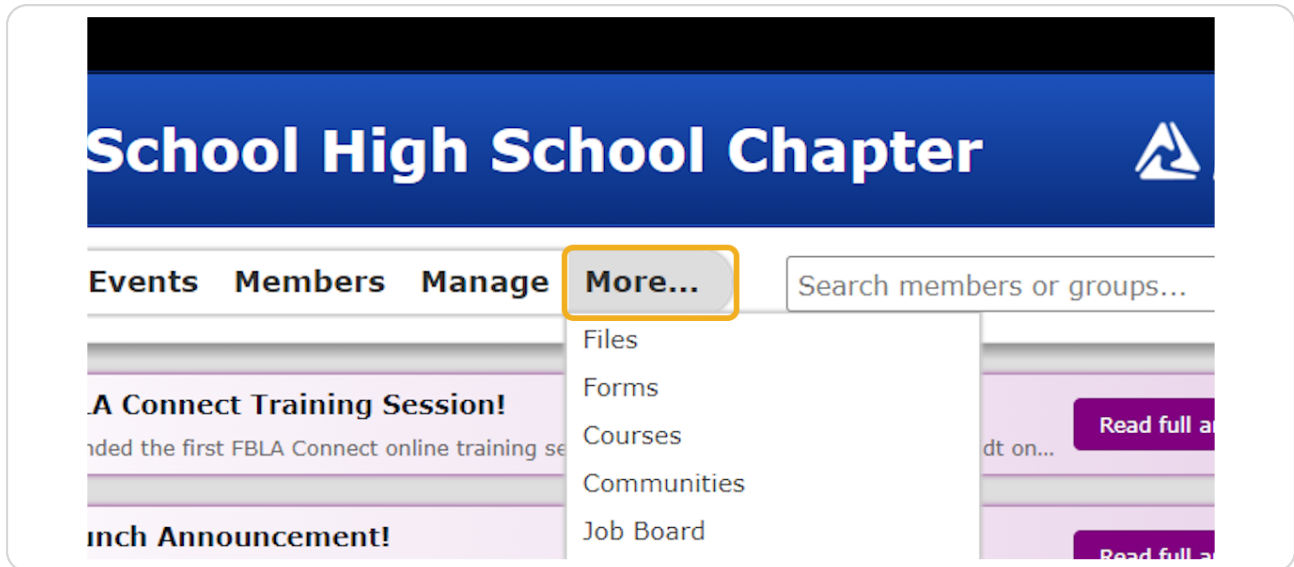 School High School Chapter
Events Members Manage More... Search members or groups...
Files
Forms
Courses
Communities
Job Board
A Connect Training Session!
nded the first FBLA Connect online training se
dt on...
Read full a
unch Announcement!
Read full a